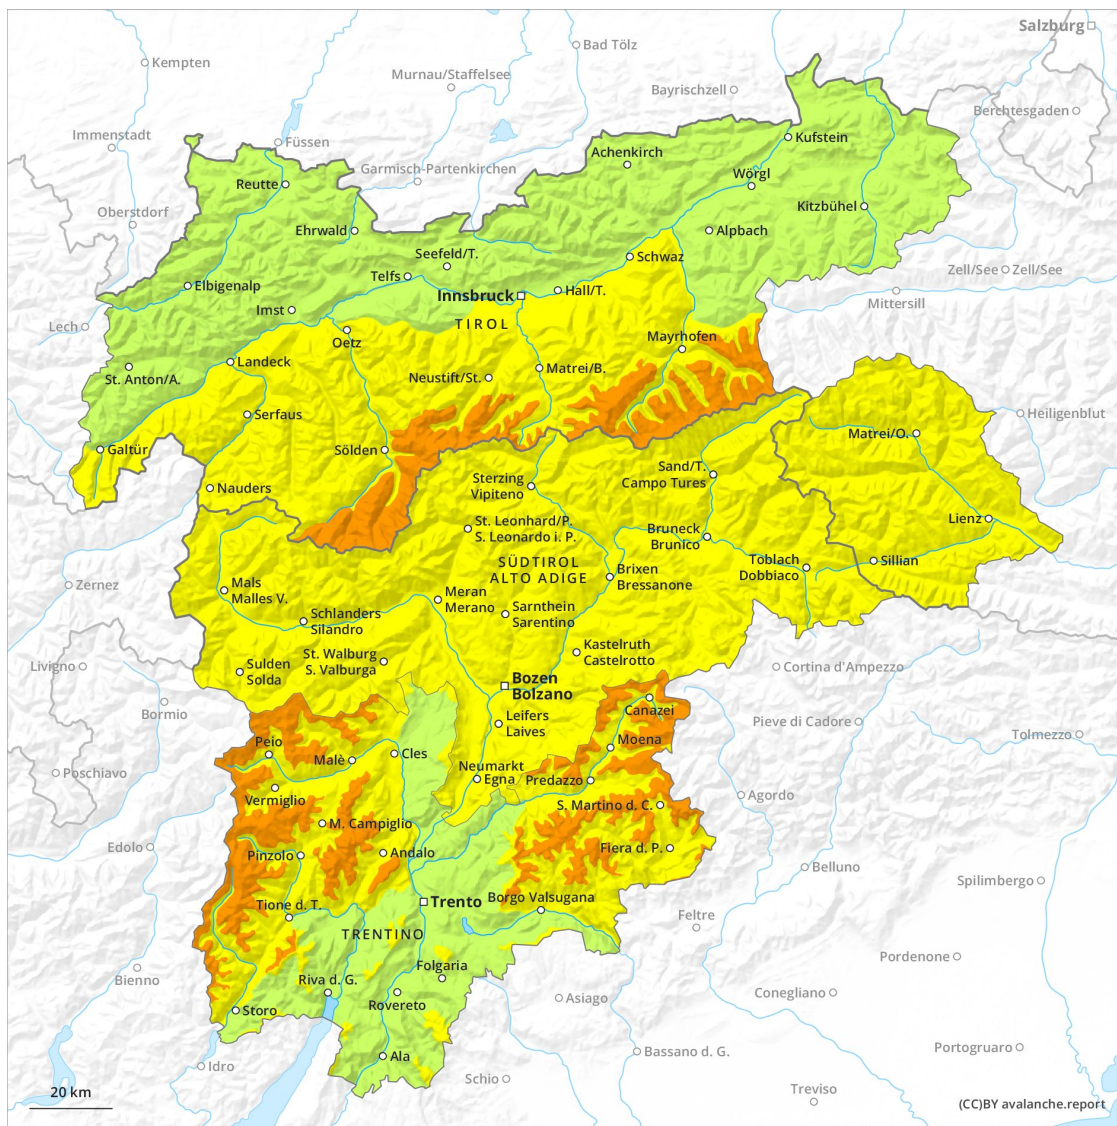 Salzburg
Bad Tölz
Kempten
Murnau/Staffelsee
Bayrischzell
Berchtesgaden
Immenstadt
Füssen
Kufstein
Achenkirch
Garmisch-Partenkirchen
Wörgl
Reutte
Kitzbühel
Oberstdorf
Ehrwald
Alpbach
Seefeld/T.
Schwaz
Telfs
Zell/See
Zell/See
Elbigenalp
Hall/T.
Innsbruck
Mittersill
Imst
TIROL
Lech
Oetz
Mayrhofen
Landeck
Matrei/B.
St. Anton/A.
Neustift/St.
Serfaus
Heiligenblut
Matrei/O.
Galtür
Sölden
Sand/T.
Campo Tures
Sterzing
Vipiteno
Nauders
Lienz
St. Leonhard/P.
S. Leonardo i. P.
Bruneck
Brunico
SÜDTIROL
ALTO ADIGE
Toblach
Dobbiaco
Sillian
Brixen
Bressanone
Zernez
Mals
Malles V.
Meran
Merano
Sarnthein
Sarentino
Schlanders
Silandro
Kastelruth
Castelrotto
St. Walburg
S. Valburga
Livigno
Sulden
Solda
Cortina d'Ampezzo
Bozen
Bolzano
Bormio
Canazei
Leifers
Laives
Pieve di Cadore
Tolmezzo
Peio
Moena
Cles
Malè
Neumarkt
Egna
Poschiavo
Predazzo
Vermiglio
Agordo
S. Martino d. C.
M. Campiglio
Edolo
Pinzolo
Andalo
Fiera d. P.
Belluno
Spilimbergo
Borgo Valsugana
Trento
Tione d. T.
Feltre
TRENTINO
Pordenone
Folgaria
Bienno
Riva d. G.
Conegliano
Rovereto
Asiago
Storo
Portogruaro
Bassano d. G.
Ala
Idro
Schio
Treviso
20 km
(CC)BY avalanche.report